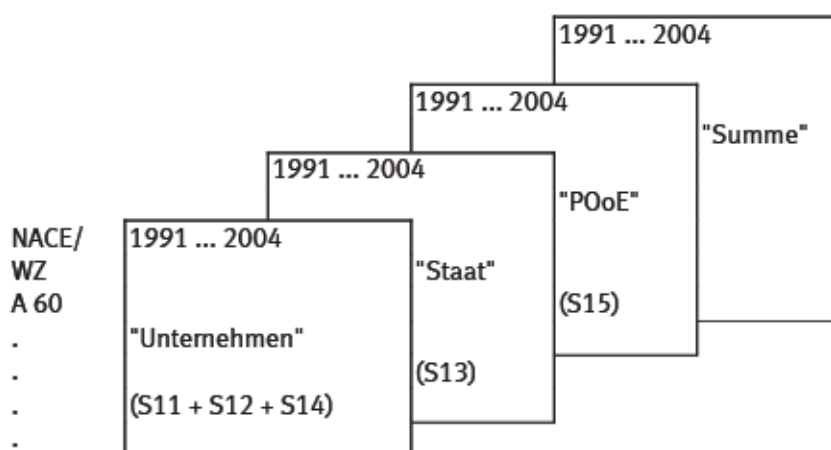 1991 ... 2004
"Summe"
1991 ... 2004
"POoE"
(S15)
1991 ... 2004
"Staat"
(S13)
NACE/
WZ
A 60
.
.
.
.
1991 ... 2004
"Unternehmen"
(S11 + S12 + S14)